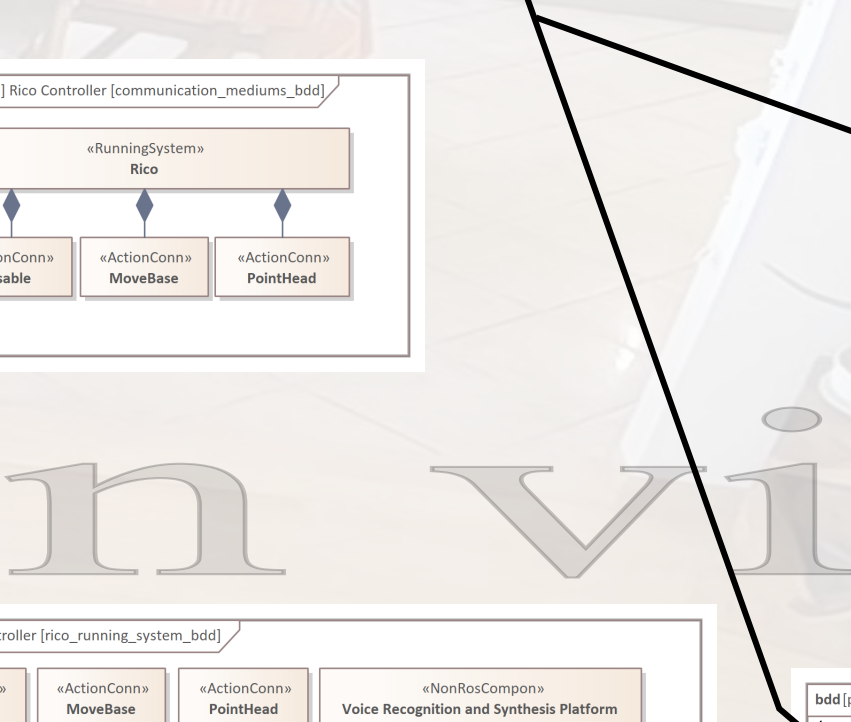 ] Rico Controller [communication_mediums_bdd]
«RunningSystem»
Rico
«ActionConn»
«ActionConn»
MoveBase
PointHead
n vi
[rico_running_system_bdd]
«ActionConn»
«ActionConn»
«NonRosCompon»
MoveBase
PointHead
Voice Recognition and Synthesis Platform
bdd